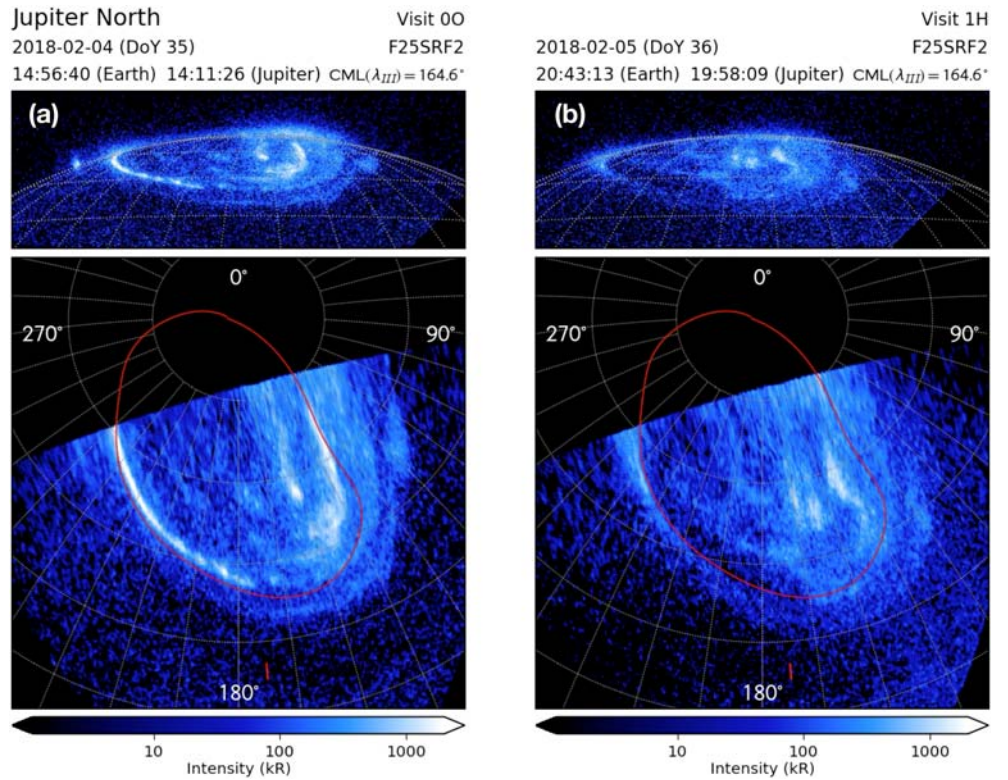 Jupiter North
Visit 0O
2018-02-04 (DoY 35)
F25SRF2
14:56:40 (Earth) 14:11:26 (Jupiter) CML(λIII) = 164.6°
(a)
0°
270°
90°
180°
10
100
1000
Intensity (kR)
Visit 1H
2018-02-05 (DoY 36)
F25SRF2
20:43:13 (Earth) 19:58:09 (Jupiter) CML(λIII) = 164.6°
(b)
0°
270°
90°
180°
10
100
1000
Intensity (kR)